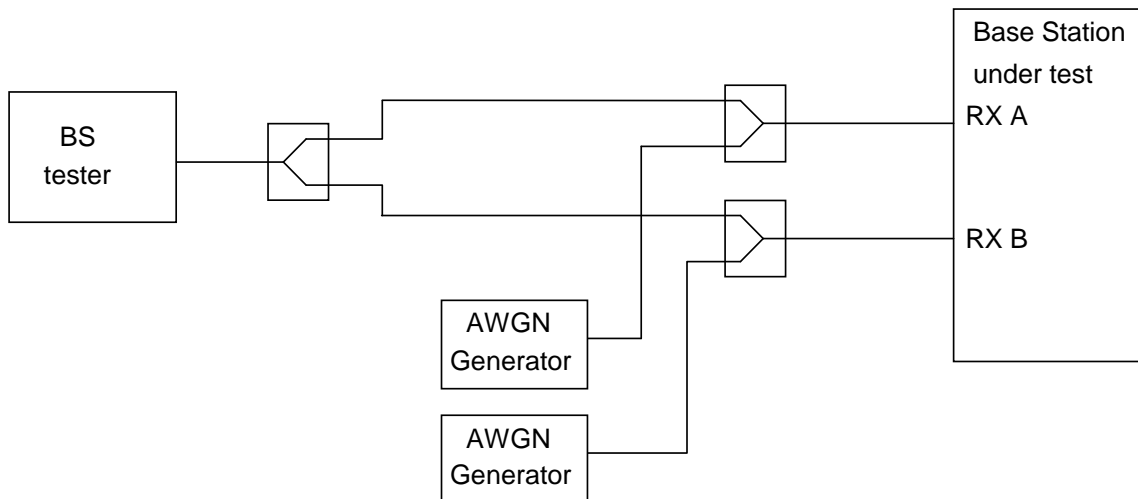 BS
tester
Base Station
under test
RX A
RX B
AWGN
Generator
AWGN
Generator